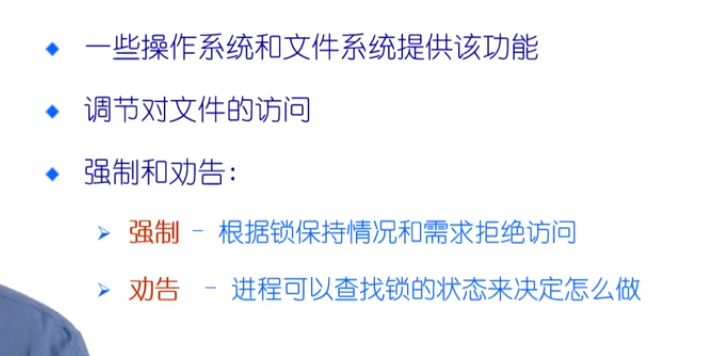 一些操作系统和文件系统提供该功能
调节对文件的访问
强制和劝告：
强制 - 根据锁保持情况和需求拒绝访问
劝告 - 进程可以查找锁的状态来决定怎么做